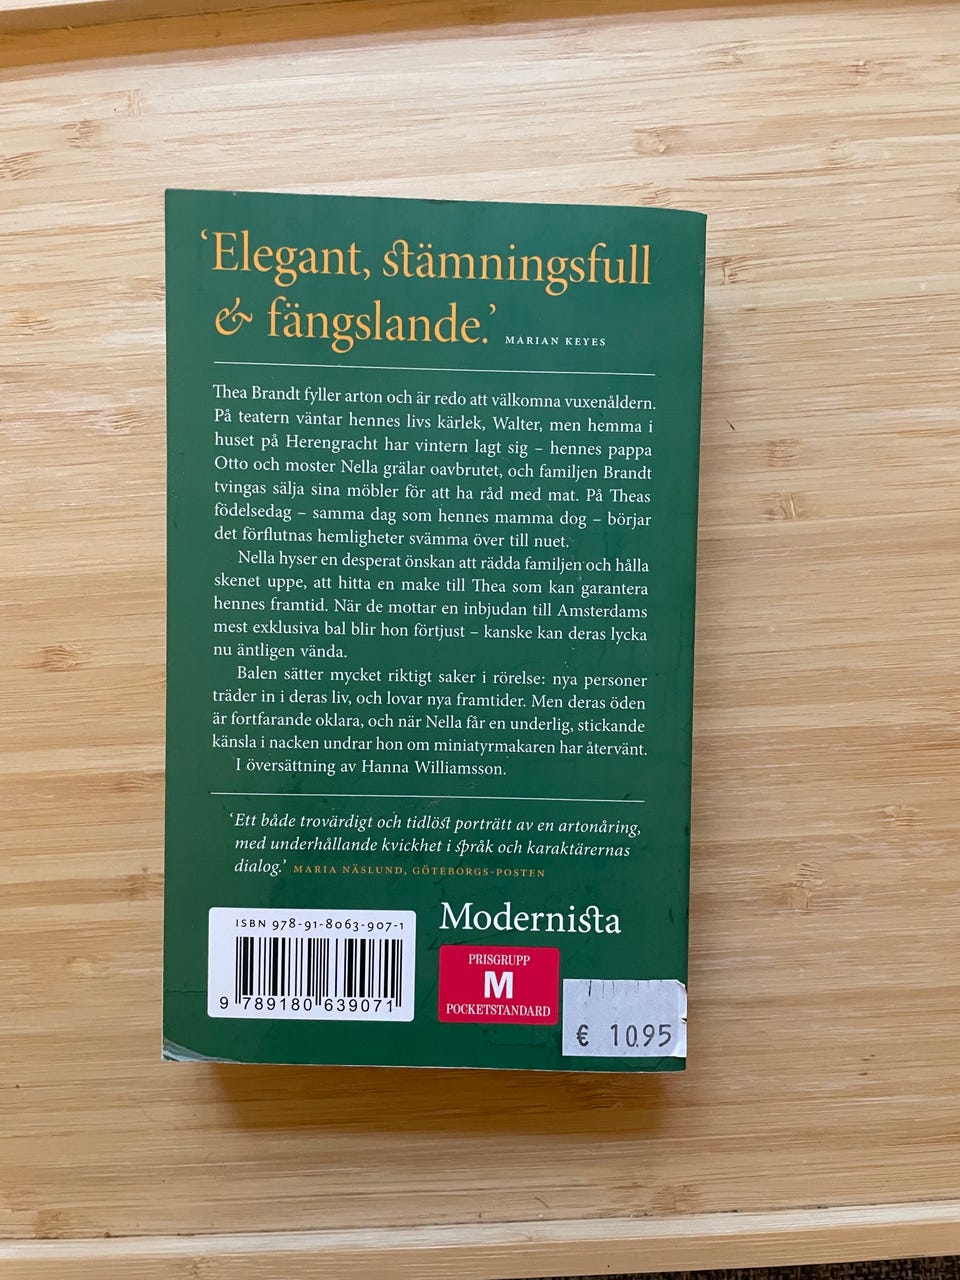 ‘Elegant, stämningsfull
& fängslande.’ MARIAN KEYES
Thea Brandt fyller arton och är redo att välkomna vuxenåldern.
På teatern väntar hennes livs kärlek, Walter, men hemma i
huset på Herengracht har vintern lagt sig – hennes pappa
Otto och moster Nella grälar oavbrutet, och familjen Brandt
tvingas sälja sina möbler för att ha råd med mat. På Theas
födelsedag – samma dag som hennes mamma dog – börjar
det förflutnas hemligheter svämma över till nuet.
Nella hyser en desperat önskan att rädda familjen och hålla
skenet uppe, att hitta en make till Thea som kan garantera
hennes framtid. När de mottar en inbjudan till Amsterdams
mest exklusiva bal blir hon förtjust – kanske kan deras lycka
nu äntligen vända.
Balen sätter mycket riktigt saker i rörelse: nya personer
träder in i deras liv, och lovar nya framtider. Men deras öden
är fortfarande oklara, och när Nella får en underlig, stickande
känsla i nacken undrar hon om miniatyrmakaren har återvänt.
I översättning av Hanna Williamsson.
‘Ett både trovärdigt och tidlöst porträtt av en artonåring,
med underhållande kvickhet i språk och karaktärernas
dialog.’ MARIA NÄSLUND, GÖTEBORGS-POSTEN
ISBN 978-91-8063-907-1
9 789180 639071
Modernista
PRISGRUPP
M
POCKETSTANDARD
€ 10.95